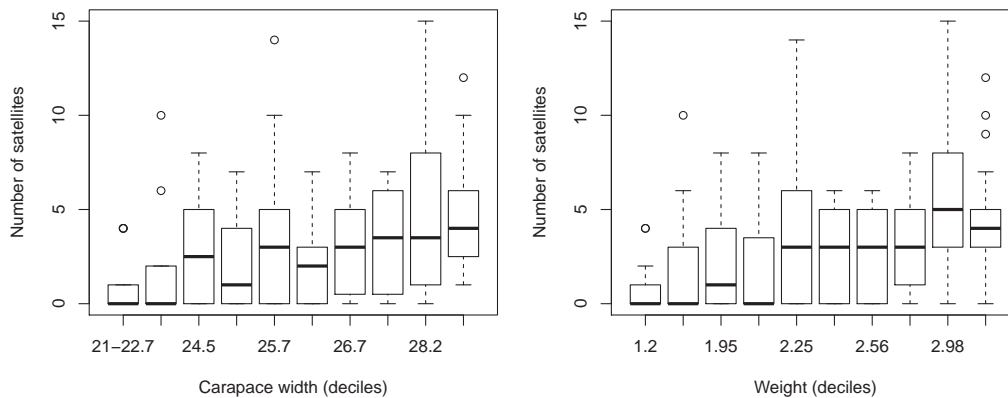 Number of satellites
15
10
5
0
21−22.7 24.5 25.7 26.7 28.2
Carapace width (deciles)
Number of satellites
15
10
5
0
1.2 1.95 2.25 2.56 2.98
Weight (deciles)